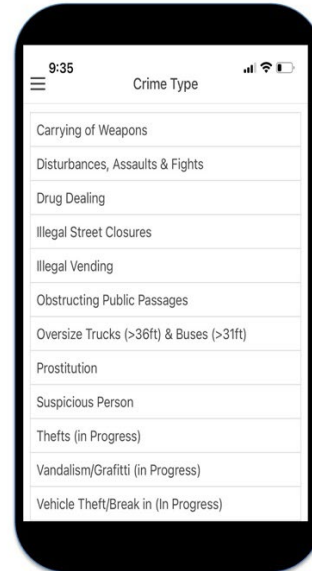 9:35
Crime Type
Carrying of Weapons
Disturbances, Assaults & Fights
Drug Dealing
Illegal Street Closures
Illegal Vending
Obstructing Public Passages
Oversize Trucks (>36ft) & Buses (>31ft)
Prostitution
Suspicious Person
Thefts (in Progress)
Vandalism/Grafitti (in Progress)
Vehicle Theft/Break in (In Progress)